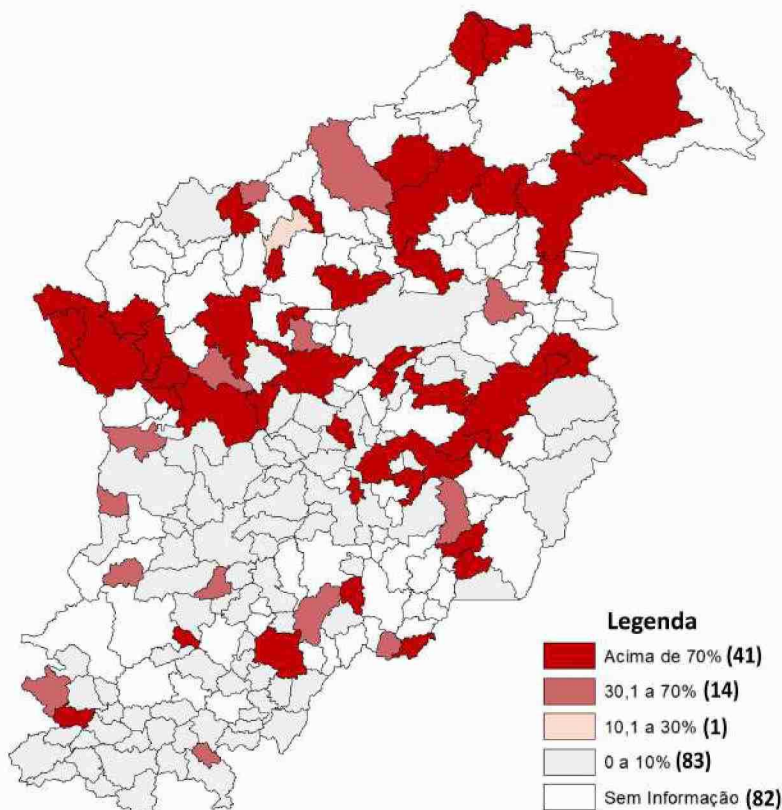 Legenda
Acima de 70% (41)
30,1 a 70% (14)
10,1 a 30% (1)
0 a 10% (83)
Sem Informação (82)